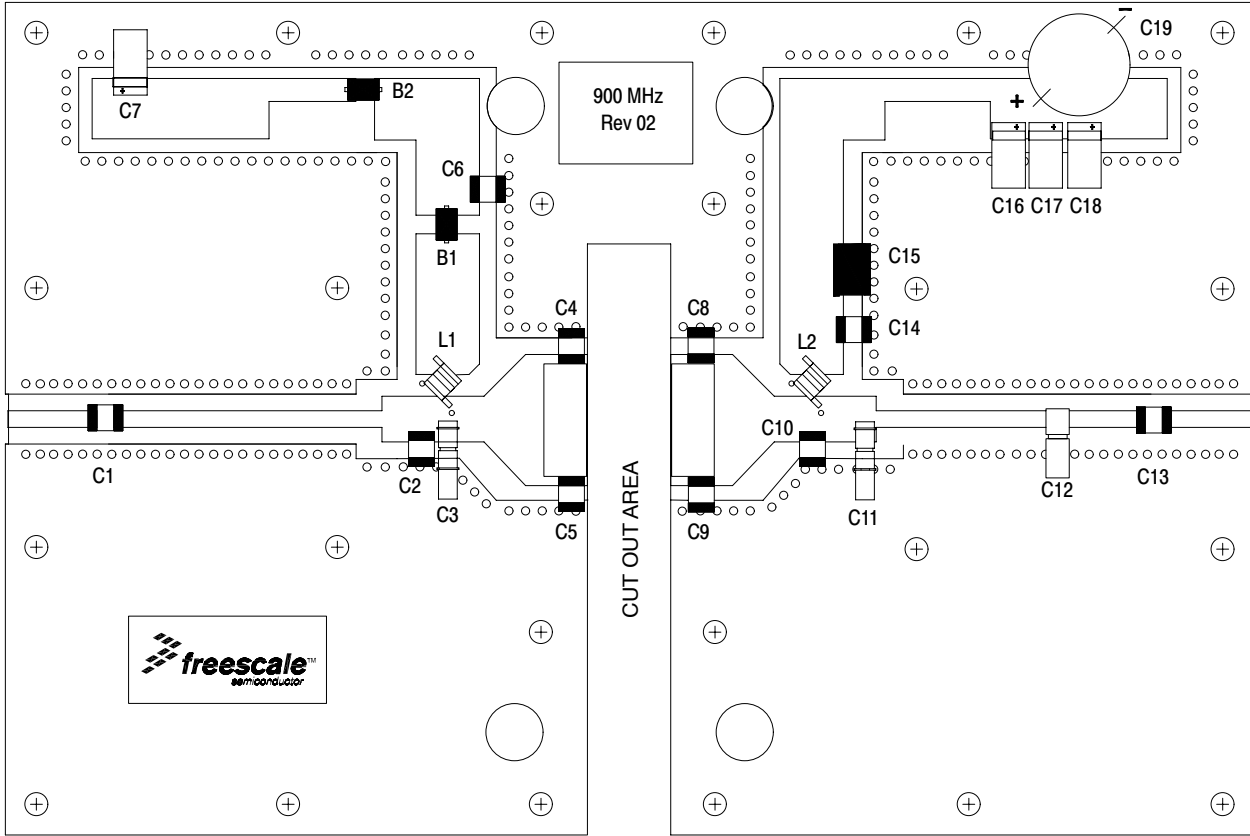 C19
C7
+
B2
900 MHz
Rev 02
−
+
+
+
+
C6
C16
C17
C18
B1
C15
C4
C8
C14
L1
L2
C1
C2
C3
C10
C5
C9
C11
C12
C13
CUT OUT AREA
freescale™
semiconductor